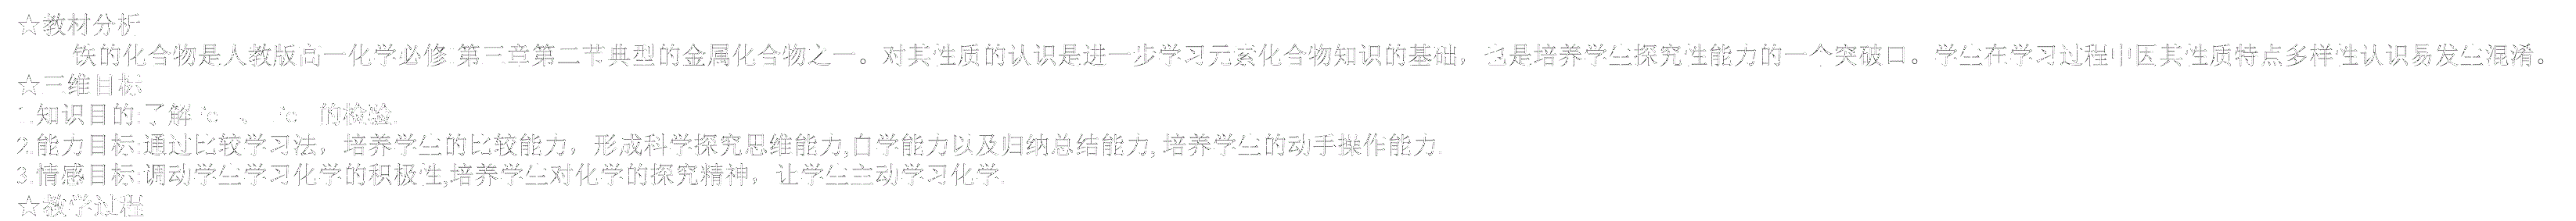 ☆教材分析
铁的化合物是人教版高一化学必修1第三章第二节典型的金属化合物之一。对其性质的认识是进一步学习元素化合物知识的基础，也是培养学生探究性能力的一个突破口。学生在学习过程中因其性质特点多样性认识易发生混淆。
☆三维目标
1.知识目的:了解 、 的检验.
2.能力目标:通过比较学习法，培养学生的比较能力，形成科学探究思维能力,自学能力以及归纳总结能力,培养学生的动手操作能力.
3.情感目标:调动学生学习化学的积极性,培养学生对化学的探究精神，让学生主动学习化学.
☆教学过程